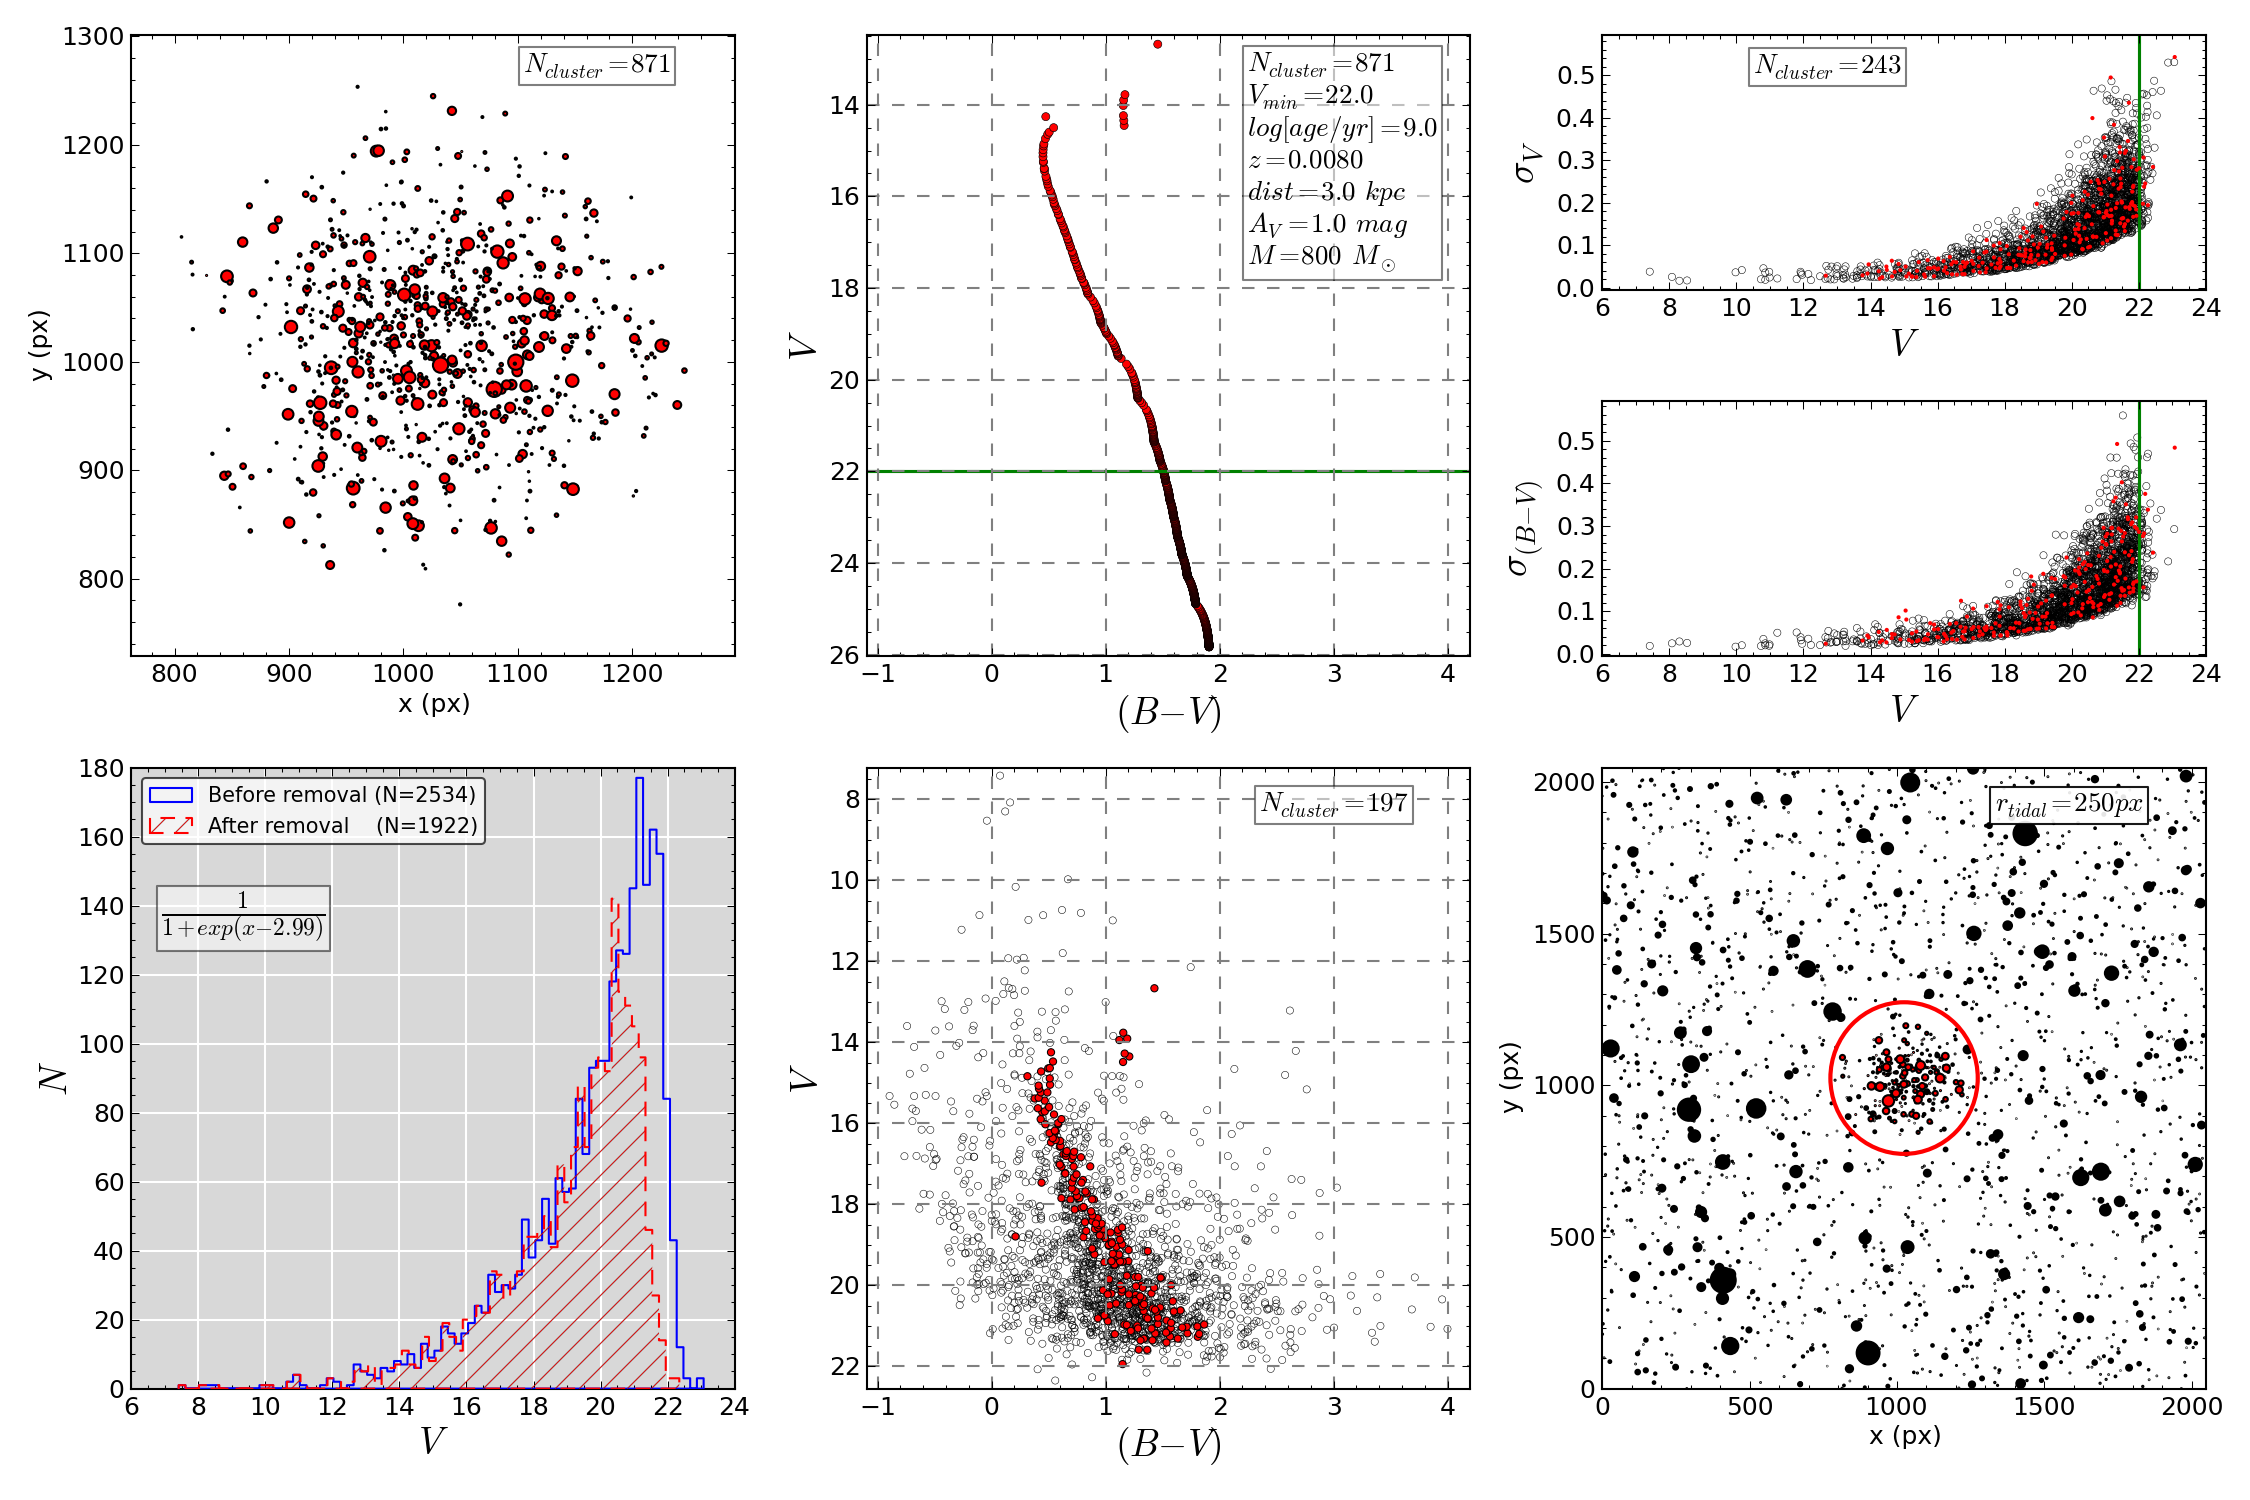 1300
1200
1100
1000
900
800
y (px)
800 900 1000 1100 1200
x (px)
N_cluster=871
14
16
18
20
22
24
26
V
−1 0 1 2 3 4
(B−V)
N_cluster=871
V_min=22.0
log[age/yr]=9.0
z=0.0080
dist=3.0 kpc
A_V=1.0 mag
M=800 M_⊙
0.5
0.4
0.3
0.2
0.1
0.0
σ_V
N_cluster=243
6 8 10 12 14 16 18 20 22 24
V
0.5
0.4
0.3
0.2
0.1
0.0
σ_(B−V)
6 8 10 12 14 16 18 20 22 24
V
180
160
140
120
100
80
60
40
20
0
N
Before removal (N=2534)
After removal (N=1922)
1
1+exp(x−2.99)
6 8 10 12 14 16 18 20 22 24
V
8
10
12
14
16
18
20
22
V
N_cluster=197
−1 0 1 2 3 4
(B−V)
2000
1500
1000
500
0
y (px)
r_tidal=250px
0 500 1000 1500 2000
x (px)